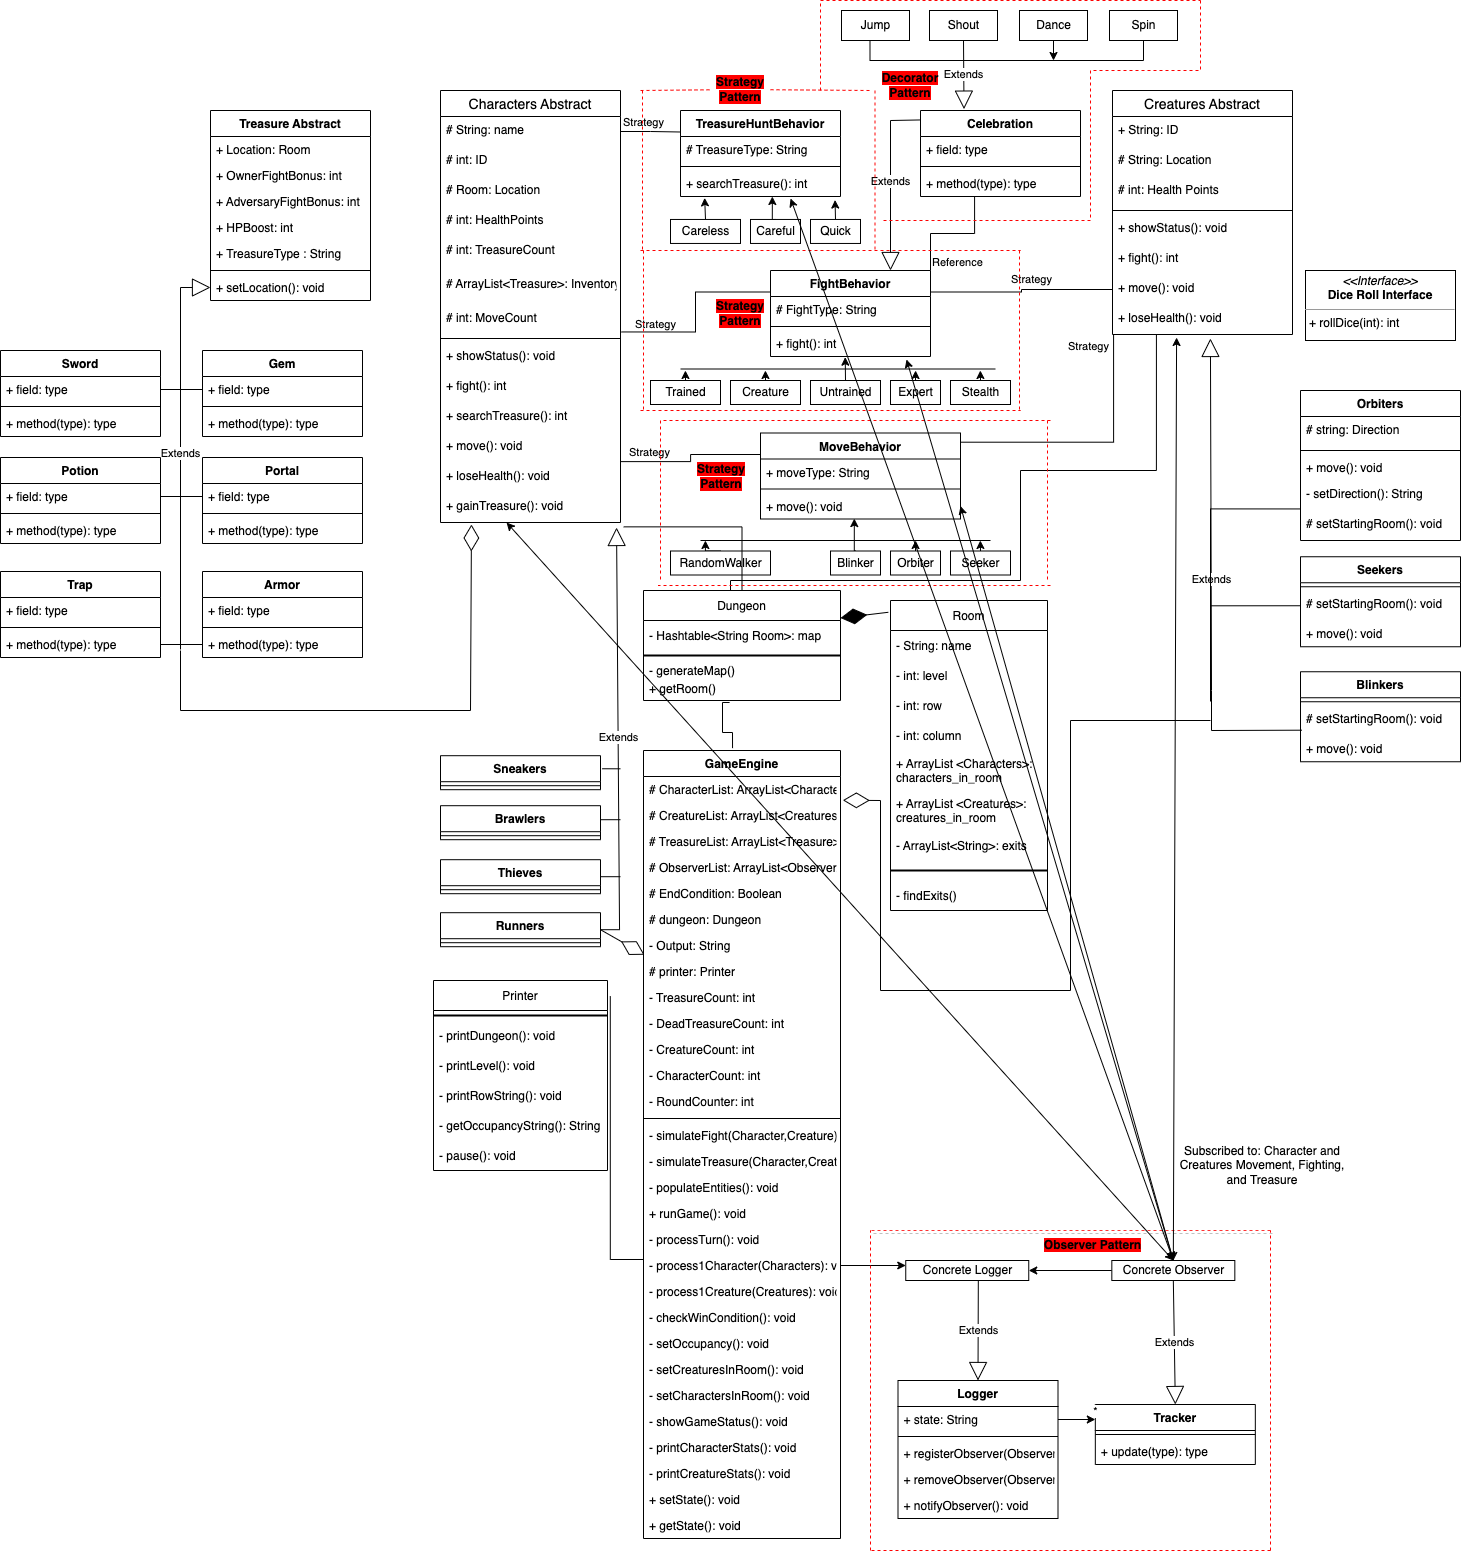 Jump
Shout
Dance
Spin
Extends
Decorator
Pattern
Strategy
Pattern
Celebration
+ field: type
+ method(type): type
Extends
Reference
Treasure Abstract
+ Location: Room
+ OwnerFightBonus: int
+ AdversaryFightBonus: int
+ HPBoost: int
+ TreasureType : String
+ setLocation(): void
Characters Abstract
# String: name
# int: ID
# Room: Location
# int: HealthPoints
# int: TreasureCount
# ArrayList<Treasure>: Inventory
# int: MoveCount
+ showStatus(): void
+ fight(): int
+ searchTreasure(): int
+ move(): void
+ loseHealth(): void
+ gainTreasure(): void
Strategy
TreasureHuntBehavior
# TreasureType: String
+ searchTreasure(): int
Careless
Careful
Quick
Creatures Abstract
+ String: ID
# String: Location
# int: Health Points
+ showStatus(): void
+ fight(): int
+ move(): void
+ loseHealth(): void
<<Interface>>
Dice Roll Interface
+ rollDice(int): int
Strategy
Strategy
Pattern
FightBehavior
# FightType: String
+ fight(): int
Strategy
Trained
Creature
Untrained
Expert
Stealth
Strategy
Strategy
Strategy
Pattern
MoveBehavior
+ moveType: String
+ move(): void
RandomWalker
Blinker
Orbiter
Seeker
Sword
+ field: type
+ method(type): type
Gem
+ field: type
+ method(type): type
Extends
Potion
+ field: type
+ method(type): type
Portal
+ field: type
+ method(type): type
Trap
+ field: type
+ method(type): type
Armor
+ field: type
+ method(type): type
Orbiters
# string: Direction
+ move(): void
- setDirection(): String
# setStartingRoom(): void
Extends
Seekers
# setStartingRoom(): void
+ move(): void
Blinkers
# setStartingRoom(): void
+ move(): void
Dungeon
- Hashtable<String Room>: map
- generateMap()
+ getRoom()
Room
- String: name
- int: level
- int: row
- int: column
+ ArrayList <Characters>:
characters_in_room
+ ArrayList <Creatures>:
creatures_in_room
- ArrayList<String>: exits
- findExits()
Extends
Sneakers
Brawlers
Thieves
Runners
Printer
- printDungeon(): void
- printLevel(): void
- printRowString(): void
- getOccupancyString(): String
- pause(): void
GameEngine
# CharacterList: ArrayList<Characte
# CreatureList: ArrayList<Creatures
# TreasureList: ArrayList<Treasure>
# ObserverList: ArrayList<Observer
# EndCondition: Boolean
# dungeon: Dungeon
- Output: String
# printer: Printer
- TreasureCount: int
- DeadTreasureCount: int
- CreatureCount: int
- CharacterCount: int
- RoundCounter: int
- simulateFight(Character,Creature)
- simulateTreasure(Character,Creat
- populateEntities(): void
+ runGame(): void
- processTurn(): void
- process1Character(Characters): v
- process1Creature(Creatures): voi
- checkWinCondition(): void
- setOccupancy(): void
- setCreaturesInRoom(): void
- setCharactersInRoom(): void
- showGameStatus(): void
- printCharacterStats(): void
- printCreatureStats(): void
+ setState(): void
+ getState(): void
Subscribed to: Character and
Creatures Movement, Fighting,
and Treasure
Observer Pattern
Concrete Logger
Concrete Observer
Extends
Extends
Logger
+ state: String
+ registerObserver(Observer
+ removeObserver(Observer
+ notifyObserver(): void
*
Tracker
+ update(type): type